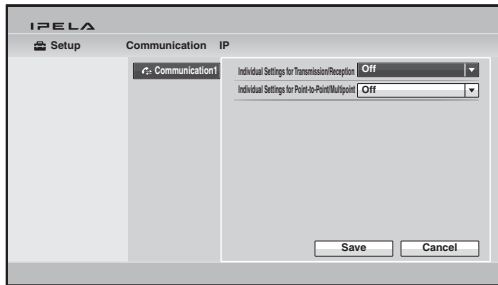 IPELA
Setup Communication IP
Communication1
Individual Settings for Transmission/Reception Off
Individual Settings for Point-to-Point/Multipoint Off
Save Cancel